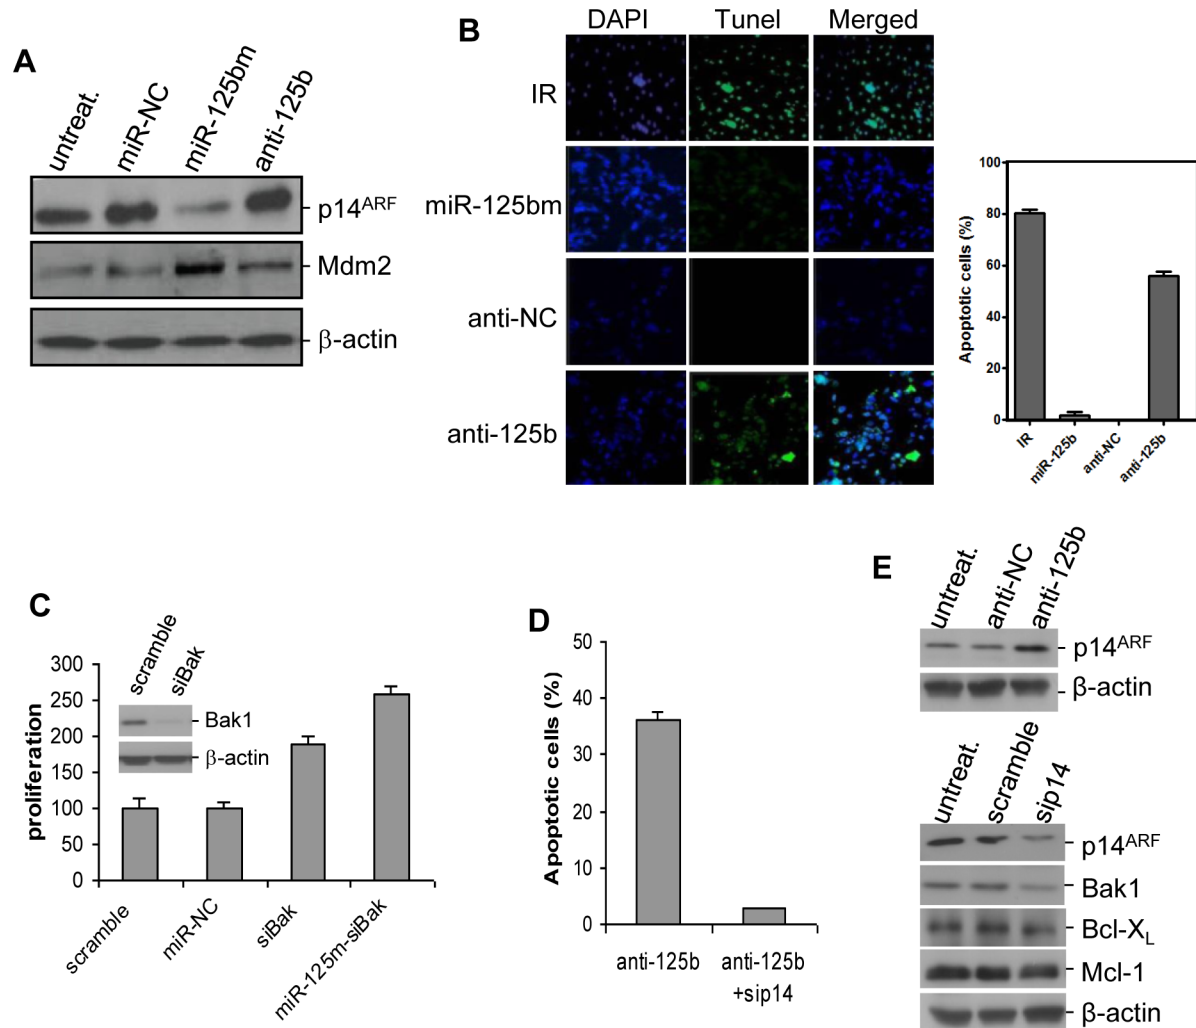 A
untreat.
miR-NC
miR-125bm
anti-125b
p14ARF
Mdm2
β-actin
B
DAPI Tunel Merged
IR
miR-125bm
anti-NC
anti-125b
Apoptotic cells (%)
100
80
60
40
20
0
IR
miR-125b
anti-NC
anti-125b
C
scramble
siBak
Bak1
β-actin
proliferation
300
250
200
150
100
50
0
scramble
miR-NC
siBak
miR-125m-siBak
D
Apoptotic cells (%)
50
40
30
20
10
0
anti-125b
anti-125b
+sip14
E
untreat.
anti-NC
anti-125b
p14ARF
β-actin
untreat.
scramble
sip14
p14ARF
Bak1
Bcl-XL
Mcl-1
β-actin